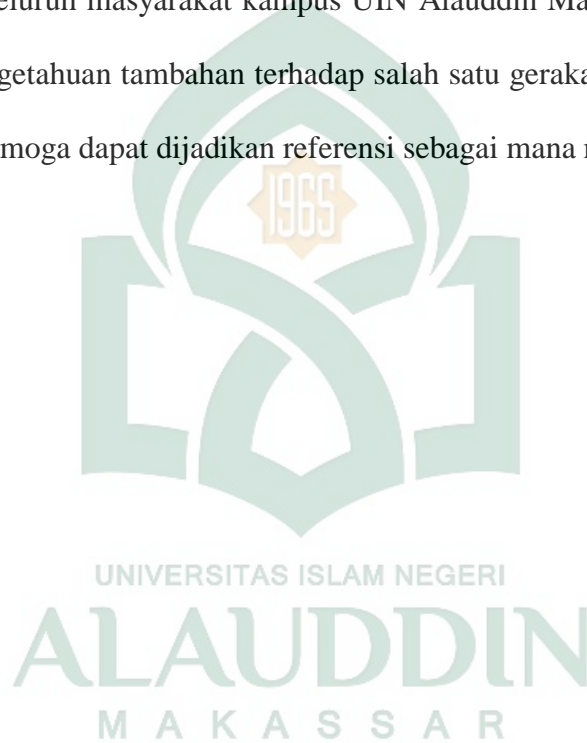 seluruh masyarakat kampus UIN Alauddin Ma
getahuan tambahan terhadap salah satu geraka
moga dapat dijadikan referensi sebagai mana
1965
UNIVERSITAS ISLAM NEGERI
ALAUDDIN
MAKASSAR